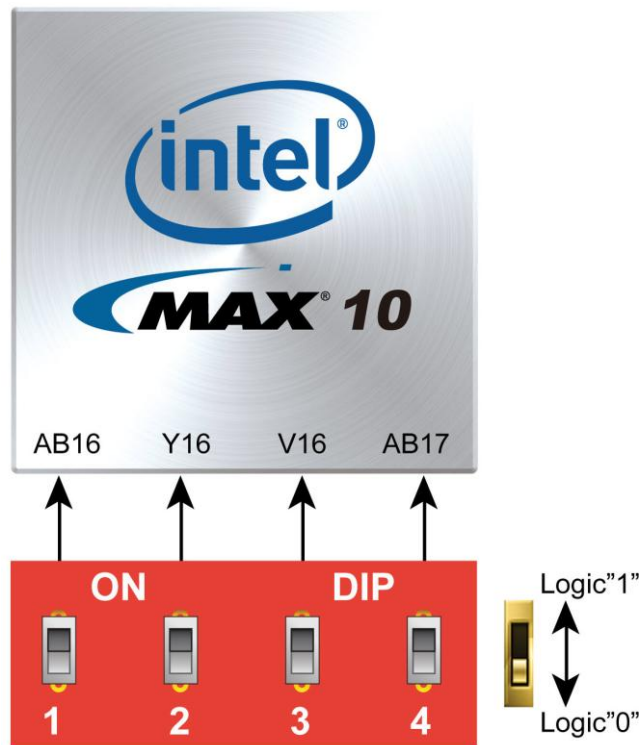 intel®
MAX® 10
AB16 Y16 V16 AB17
ON DIP
1 2 3 4
Logic"1"
Logic"0"